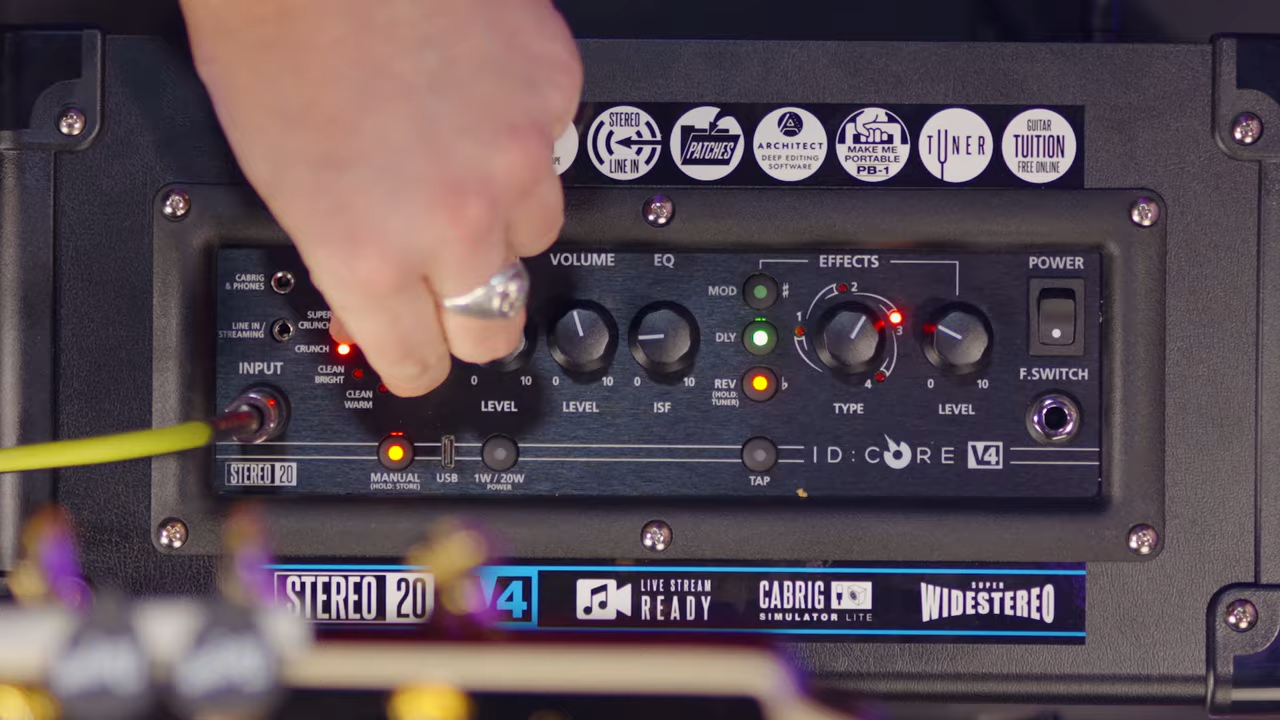 STEREO
LINE IN
PATCHES
ARCHITECT
DEEP EDITING
SOFTWARE
MAKE ME
PORTABLE
PB-1
TUNER
GUITAR
TUITION
FREE ONLINE
VOLUME
EQ
EFFECTS
POWER
CABRIG
& PHONES
LINE IN /
STREAMING
INPUT
SUPER
CRUNCH
CRUNCH
CLEAN
BRIGHT
CLEAN
WARM
0 10
LEVEL
0 10
LEVEL
0 10
ISF
MOD ♯
DLY
REV ♭
(HOLD:
TUNER)
1
2
3
4
TYPE
0 10
LEVEL
F.SWITCH
STEREO 20
MANUAL
(HOLD: STORE)
USB
1W / 20W
POWER
TAP
ID:CORE V4
STEREO 20 V4
LIVE STREAM
READY
CABRIG
SIMULATOR LITE
SUPER
WIDESTEREO